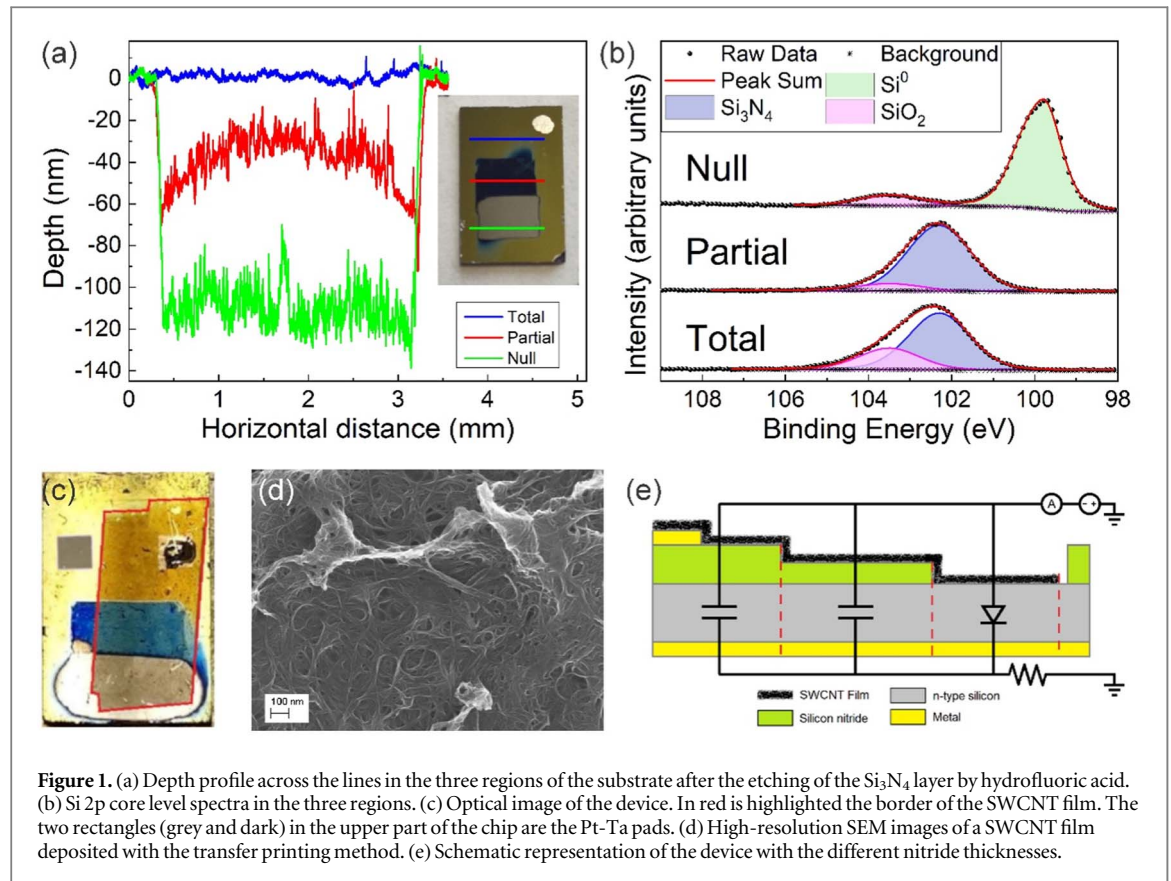 (a)
0
-20
-40
-60
-80
-100
-120
-140
Depth (nm)
0 1 2 3 4 5
Horizontal distance (mm)
Total
Partial
Null
(b)
Raw Data Background
Peak Sum Si⁰
Si₃N₄ SiO₂
Null
Partial
Total
Intensity (arbitrary units)
108 106 104 102 100 98
Binding Energy (eV)
(c)
(d)
100 nm
(e)
A
- +
SWCNT Film n-type silicon
Silicon nitride Metal
Figure 1. (a) Depth profile across the lines in the three regions of the substrate after the etching of the Si₃N₄ layer by hydrofluoric acid.
(b) Si 2p core level spectra in the three regions. (c) Optical image of the device. In red is highlighted the border of the SWCNT film. The
two rectangles (grey and dark) in the upper part of the chip are the Pt-Ta pads. (d) High-resolution SEM images of a SWCNT film
deposited with the transfer printing method. (e) Schematic representation of the device with the different nitride thicknesses.